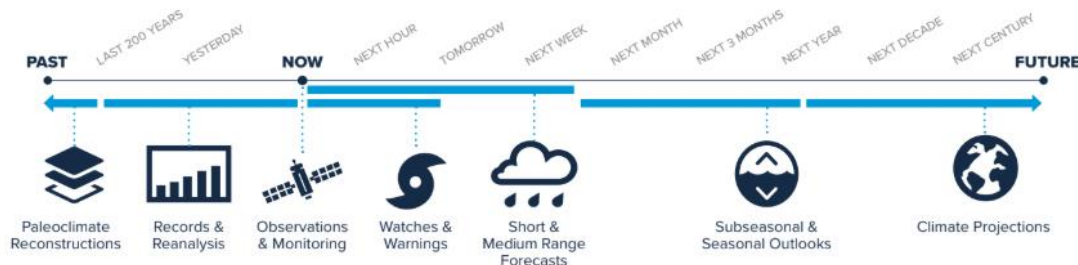 LAST 200 YEARS
YESTERDAY
NEXT HOUR
TOMORROW
NEXT WEEK
NEXT MONTH
NEXT 3 MONTHS
NEXT YEAR
NEXT DECADE
NEXT CENTURY
PAST
NOW
FUTURE
Paleoclimate
Reconstructions
Records &
Reanalysis
Observations
& Monitoring
Watches &
Warnings
Short &
Medium Range
Forecasts
Subseasonal &
Seasonal Outlooks
Climate Projections